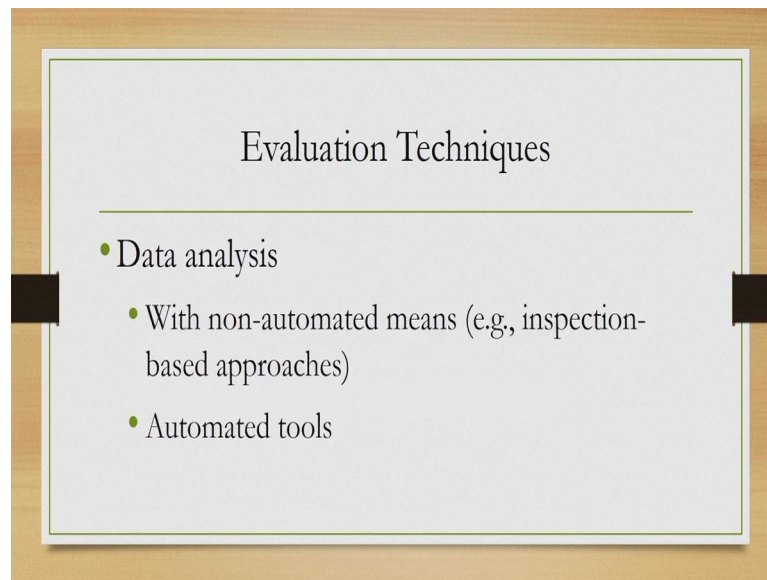 Evaluation Techniques
• Data analysis
• With non-automated means (e.g., inspection-
based approaches)
• Automated tools